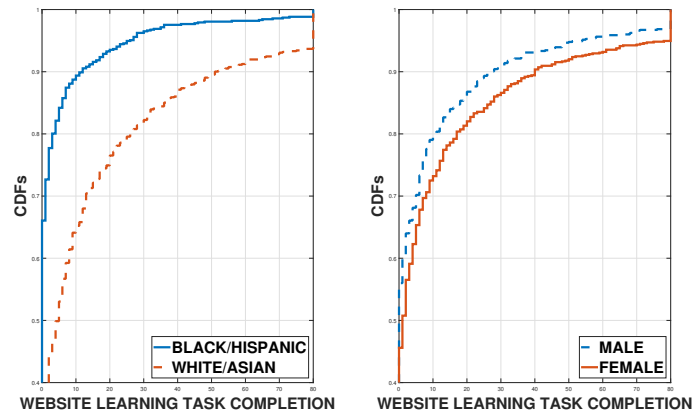 CDFs
1
0.9
0.8
0.7
0.6
0.5
0.4
0 10 20 30 40 50 60 70 80
BLACK/HISPANIC
WHITE/ASIAN
WEBSITE LEARNING TASK COMPLETION
CDFs
1
0.9
0.8
0.7
0.6
0.5
0.4
0 10 20 30 40 50 60 70 80
MALE
FEMALE
WEBSITE LEARNING TASK COMPLETION